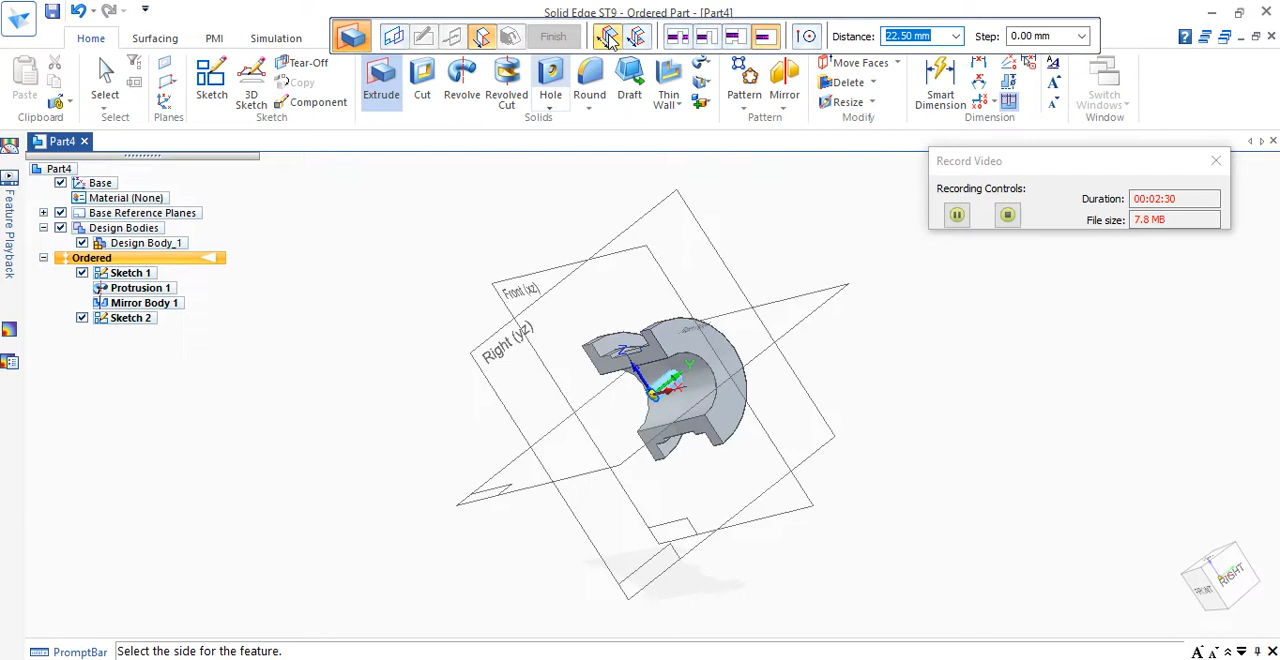 Solid Edge ST9 - Ordered Part - [Part4]
Home
Surfacing
PMI
Simulation
Finish
Distance: 22.50 mm
Step: 0.00 mm
Paste
Clipboard
Select
Select
Planes
Sketch
3D Sketch
Tear-Off
Copy
Component
Sketch
Extrude
Cut
Revolve
Revolved Cut
Hole
Round
Draft
Thin Wall
Solids
Pattern
Mirror
Pattern
Move Faces
Delete
Resize
Modify
Smart Dimension
Dimension
Switch Windows
Window
Part4
Feature Playback
Part4
Base
Material (None)
Base Reference Planes
Design Bodies
Design Body_1
Ordered
Sketch 1
Protrusion 1
Mirror Body 1
Sketch 2
Record Video
Recording Controls:
Duration: 00:02:30
File size: 7.8 MB
Front (xz)
Right (yz)
Z
Y
X
FRONT
RIGHT
PromptBar
Select the side for the feature.